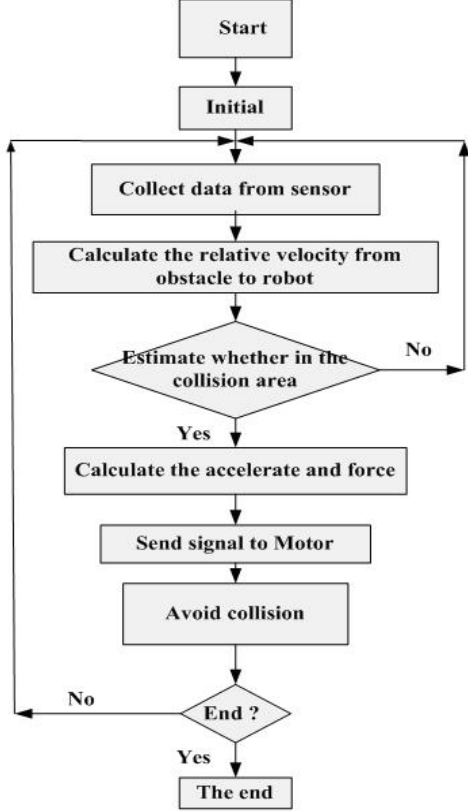 Start
Initial
Collect data from sensor
Calculate the relative velocity from
obstacle to robot
Estimate whether in the
collision area
No
Yes
Calculate the accelerate and force
Send signal to Motor
Avoid collision
No
End ?
Yes
The end